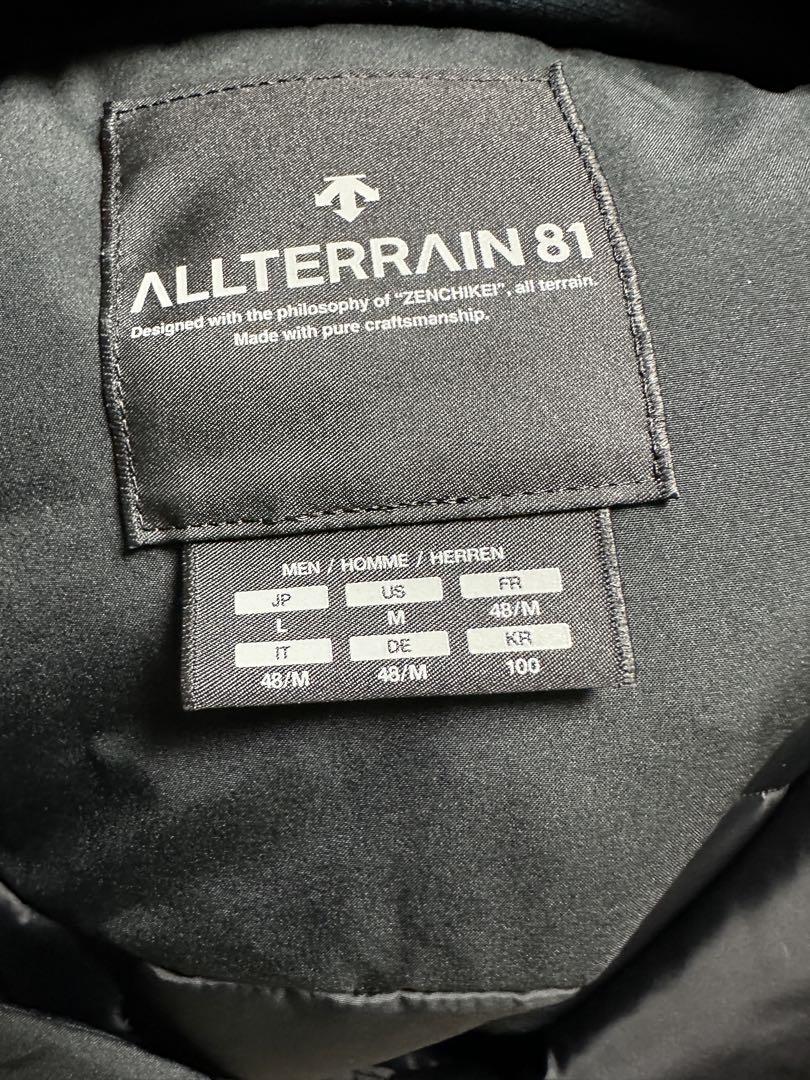 ALLTERRAIN 81
Designed with the philosophy of "ZENCHIKEI", all terrain.
Made with pure craftsmanship.
MEN / HOMME / HERREN
JP US FR
L M 48/M
IT DE KR
48/M 48/M 100